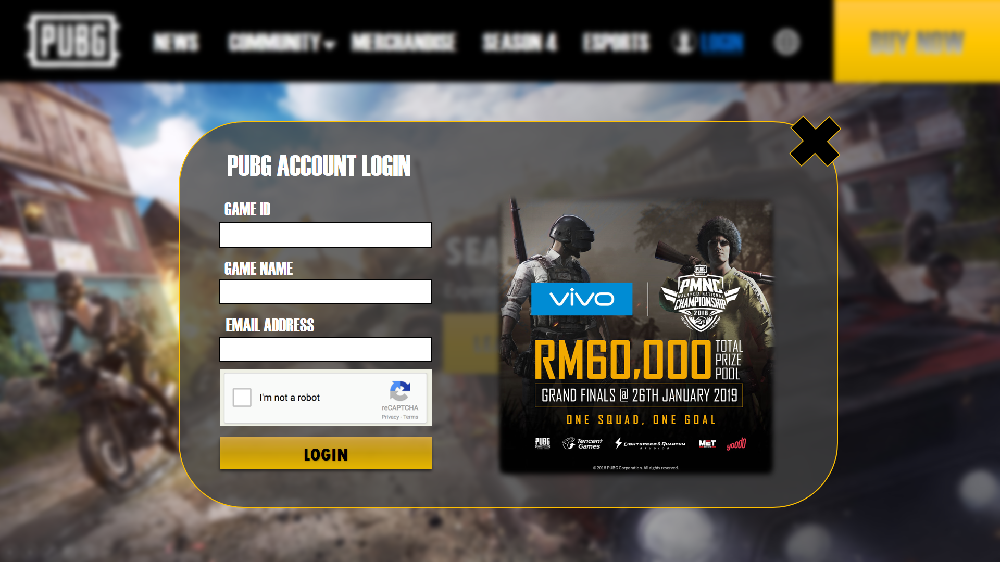 PUBG
NEWS
COMMUNITY
MERCHANDISE
SEASON 4
ESPORTS
LOGIN
BUY NOW
PUBG ACCOUNT LOGIN
GAME ID
GAME NAME
EMAIL ADDRESS
I'm not a robot
reCAPTCHA
Privacy - Terms
LOGIN
SEA
vivo
PUBG
MOBILE
PMNC
MALAYSIA NATIONAL
CHAMPIONSHIP
2018
RM60,000
TOTAL
PRIZE
POOL
GRAND FINALS @ 26TH JANUARY 2019
ONE SQUAD, ONE GOAL
PUBG
Tencent
Games
LIGHTSPEED & QUANTUM
STUDIOS
MET
yoodo
© 2018 PUBG Corporation. All rights reserved.